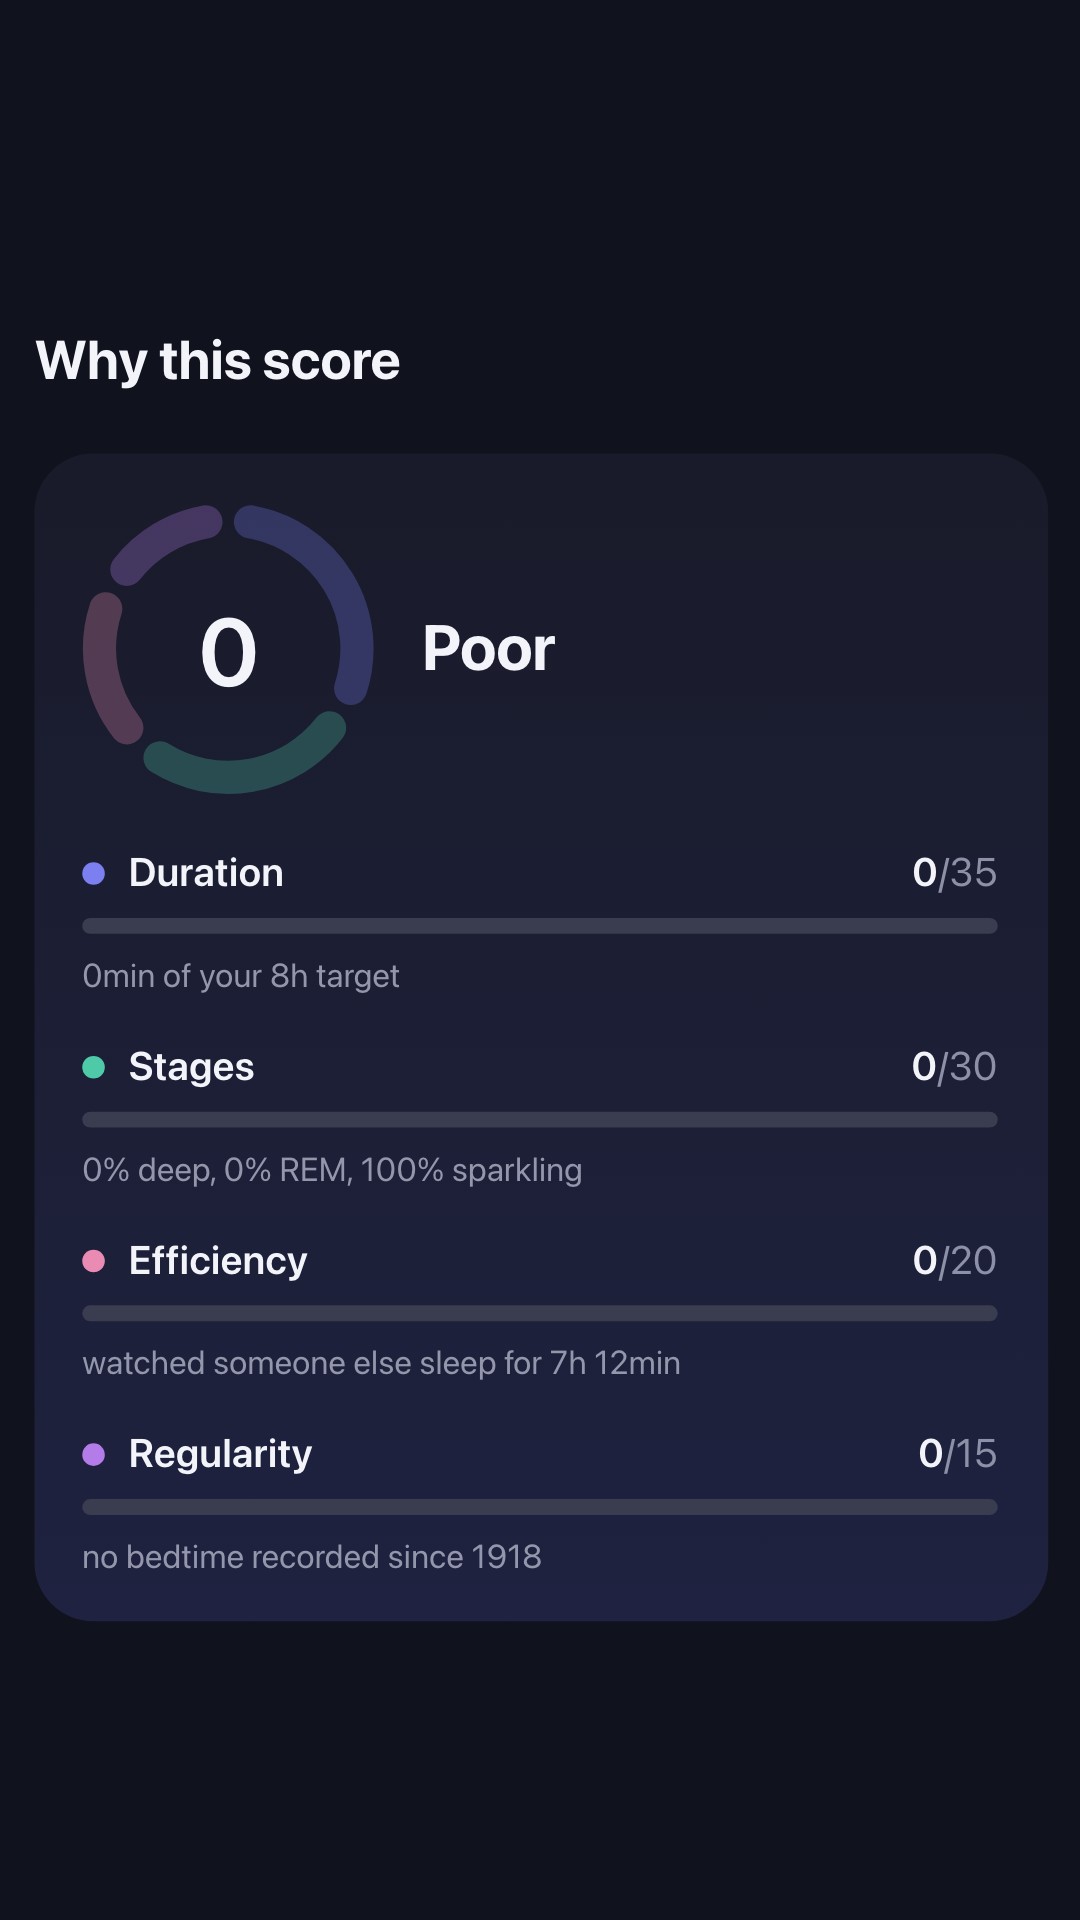 Why this score
0
Poor
Duration 0/35
0min of your 8h target
Stages 0/30
0% deep, 0% REM, 100% sparkling
Efficiency 0/20
watched someone else sleep for 7h 12min
Regularity 0/15
no bedtime recorded since 1918